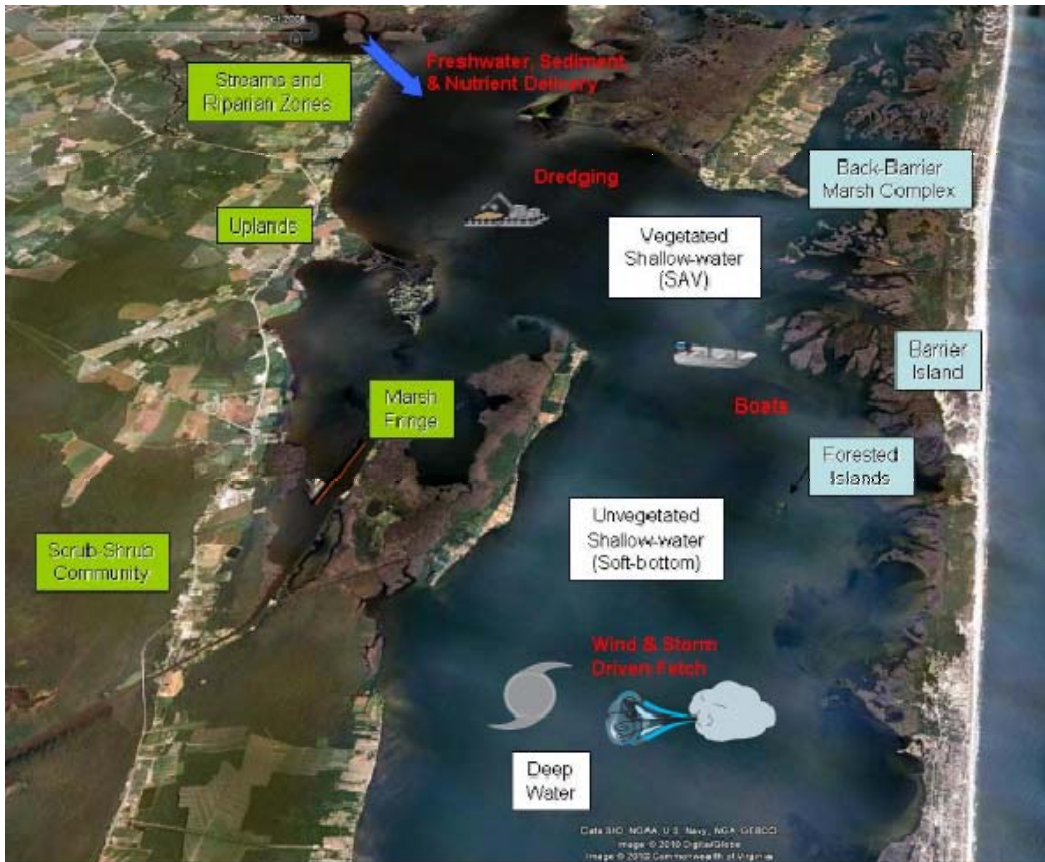 Freshwater, Sediment,
& Nutrient Delivery
Streams and
Riparian Zones
Dredging
Back-Barrier
Marsh Complex
Uplands
Vegetated
Shallow-water
(SAV)
Barrier
Island
Marsh
Fringe
Boats
Forested
Islands
Unvegetated
Shallow-water
(Soft-bottom)
Scrub-Shrub
Community
Wind & Storm
Driven Fetch
Deep
Water
Data SIO, NOAA, U.S. Navy, NGA, GEBCO
Image © 2010 DigitalGlobe
Image © 2010 Commonwealth of Virginia